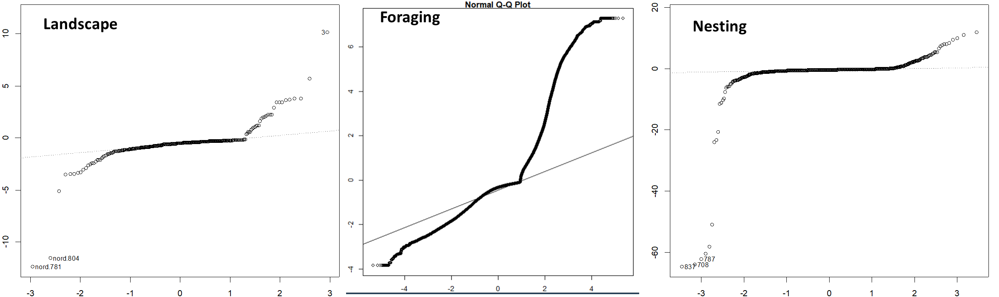 Landscape
10
5
0
-5
-10
3
nord.804
nord.781
-3 -2 -1 0 1 2 3
Normal Q-Q Plot
Foraging
6
4
2
0
-2
-4
-4 -2 0 2 4
Nesting
20
0
-20
-40
-60
787
708
837
-3 -2 -1 0 1 2 3